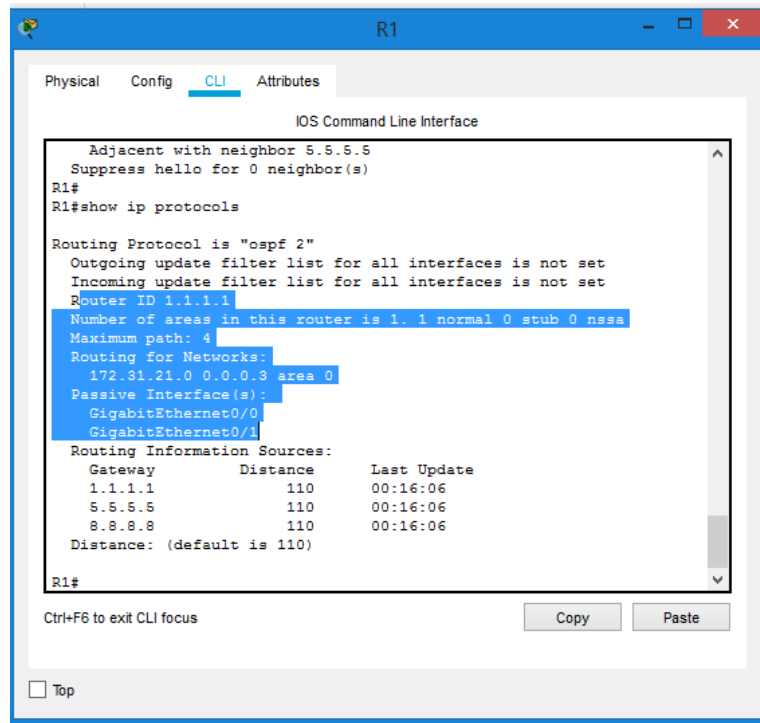 R1
Physical Config CLI Attributes
IOS Command Line Interface
Adjacent with neighbor 5.5.5.5
Suppress hello for 0 neighbor(s)
R1#
R1#show ip protocols
Routing Protocol is "ospf 2"
Outgoing update filter list for all interfaces is not set
Incoming update filter list for all interfaces is not set
Router ID 1.1.1.1
Number of areas in this router is 1. 1 normal 0 stub 0 nssa
Maximum path: 4
Routing for Networks:
172.31.21.0 0.0.0.3 area 0
Passive Interface(s):
GigabitEthernet0/0
GigabitEthernet0/1
Routing Information Sources:
Gateway Distance Last Update
1.1.1.1 110 00:16:06
5.5.5.5 110 00:16:06
8.8.8.8 110 00:16:06
Distance: (default is 110)
R1#
Ctrl+F6 to exit CLI focus
Copy Paste
Top